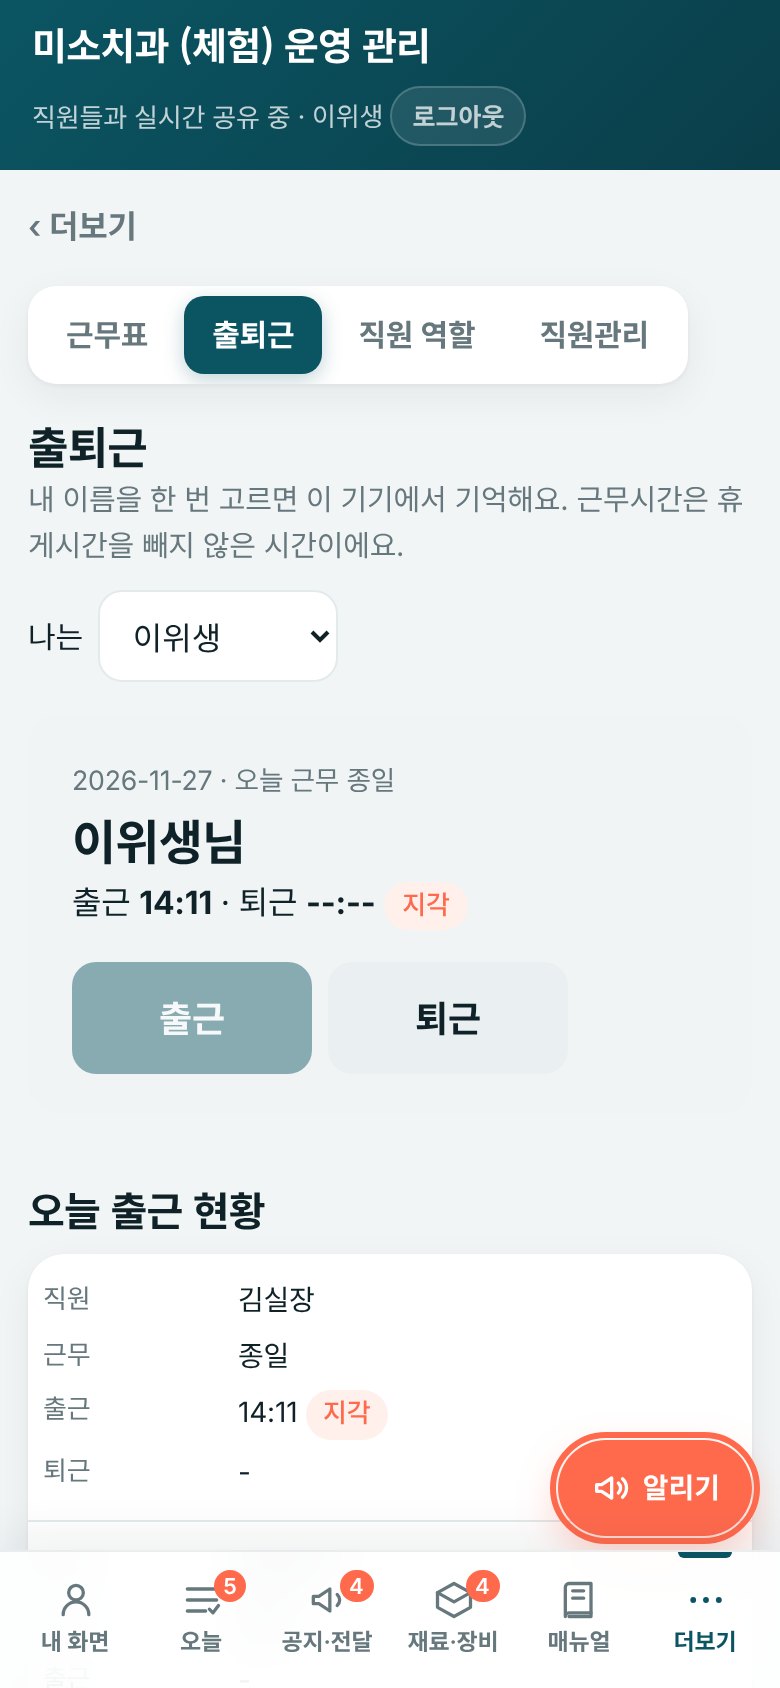 미소치과 (체험) 운영 관리
직원들과 실시간 공유 중 · 이위생 로그아웃
‹ 더보기
근무표 출퇴근 직원 역할 직원관리
출퇴근
내 이름을 한 번 고르면 이 기기에서 기억해요. 근무시간은 휴
게시간을 빼지 않은 시간이에요.
나는 이위생
2026-11-27 · 오늘 근무 종일
이위생님
출근 14:11 · 퇴근 --:-- 지각
출근 퇴근
오늘 출근 현황
직원 김실장
근무 종일
출근 14:11 지각
퇴근 -
알리기
5 4 4
내 화면 오늘 공지·전달 재료·장비 매뉴얼 더보기
출근 -